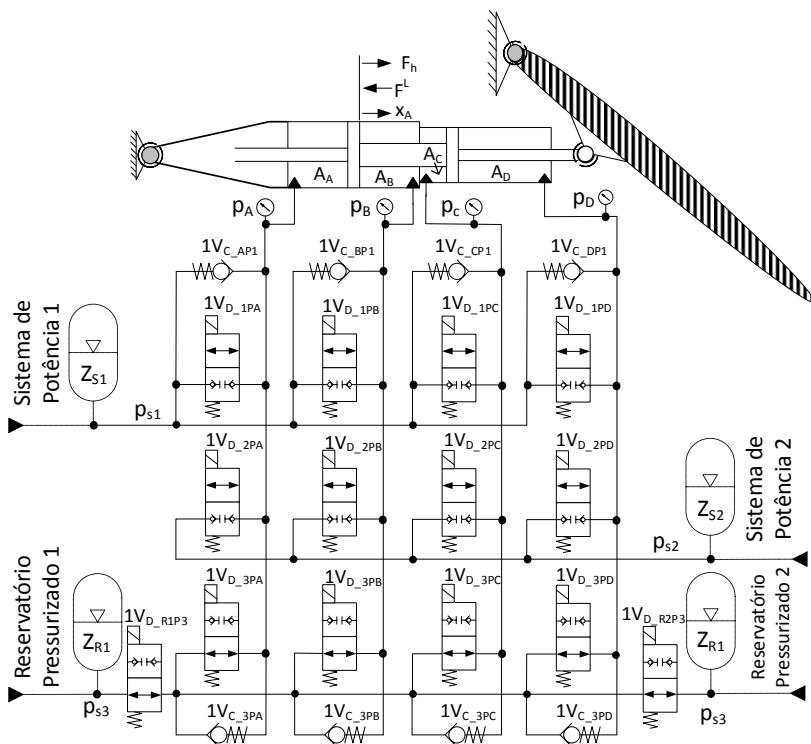 F_h
F^L
x_A
A_A
A_B
A_C
A_D
p_A
p_B
p_c
p_D
1V_C_AP1
1V_C_BP1
1V_C_CP1
1V_C_DP1
Sistema de
Potência 1
Z_S1
1V_D_1PA
1V_D_1PB
1V_D_1PC
1V_D_1PD
p_s1
1V_D_2PA
1V_D_2PB
1V_D_2PC
1V_D_2PD
Z_S2
Sistema de
Potência 2
p_s2
Reservatório
Pressurizado 1
Z_R1
1V_D_R1P3
1V_D_3PA
1V_D_3PB
1V_D_3PC
1V_D_3PD
1V_D_R2P3
Z_R1
Reservatório
Pressurizado 2
p_s3
p_s3
1V_C_3PA
1V_C_3PB
1V_C_3PC
1V_C_3PD